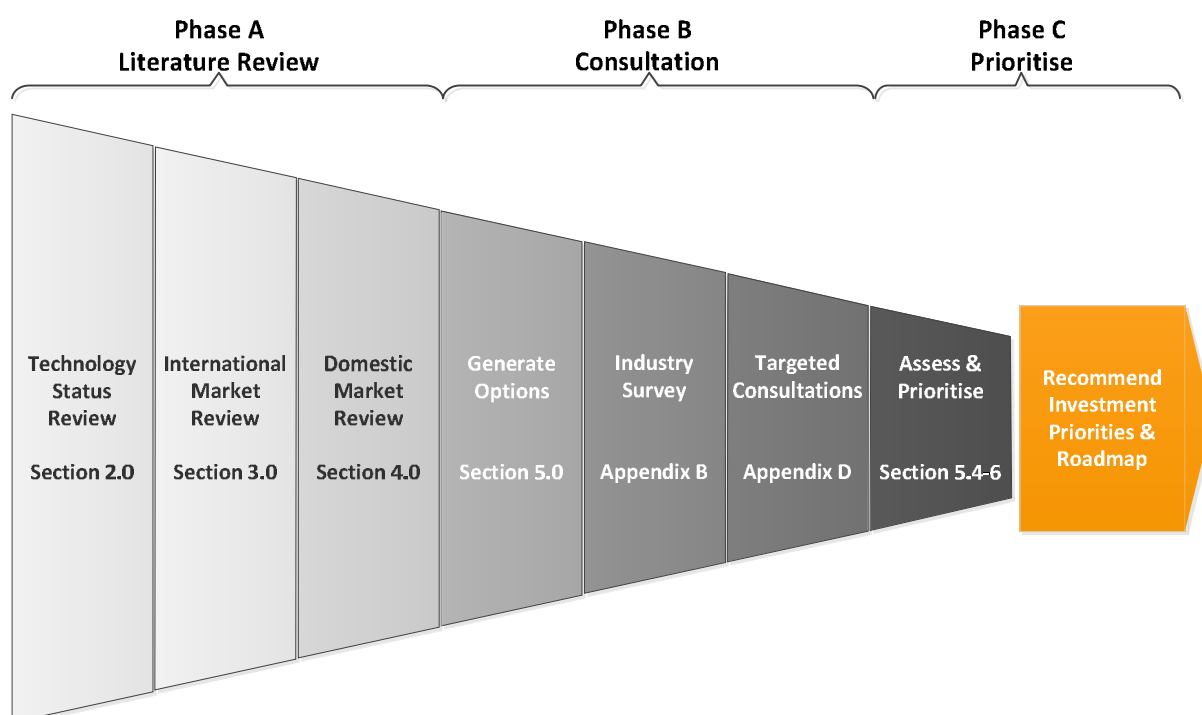 Phase A
Literature Review
Phase B
Consultation
Phase C
Prioritise
Technology
Status
Review
Section 2.0
International
Market
Review
Section 3.0
Domestic
Market
Review
Section 4.0
Generate
Options
Section 5.0
Industry
Survey
Appendix B
Targeted
Consultations
Appendix D
Assess &
Prioritise
Section 5.4-6
Recommend
Investment
Priorities &
Roadmap